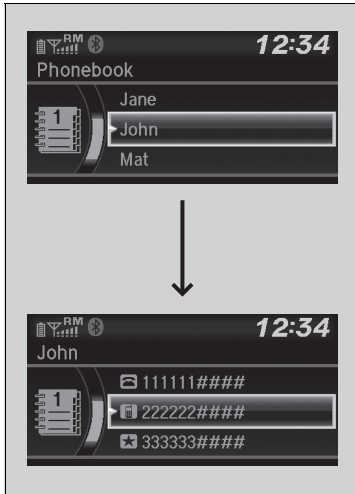 RM 12:34
Phonebook
Jane
1
John
Mat
RM 12:34
John
111111####
1
222222####
333333####